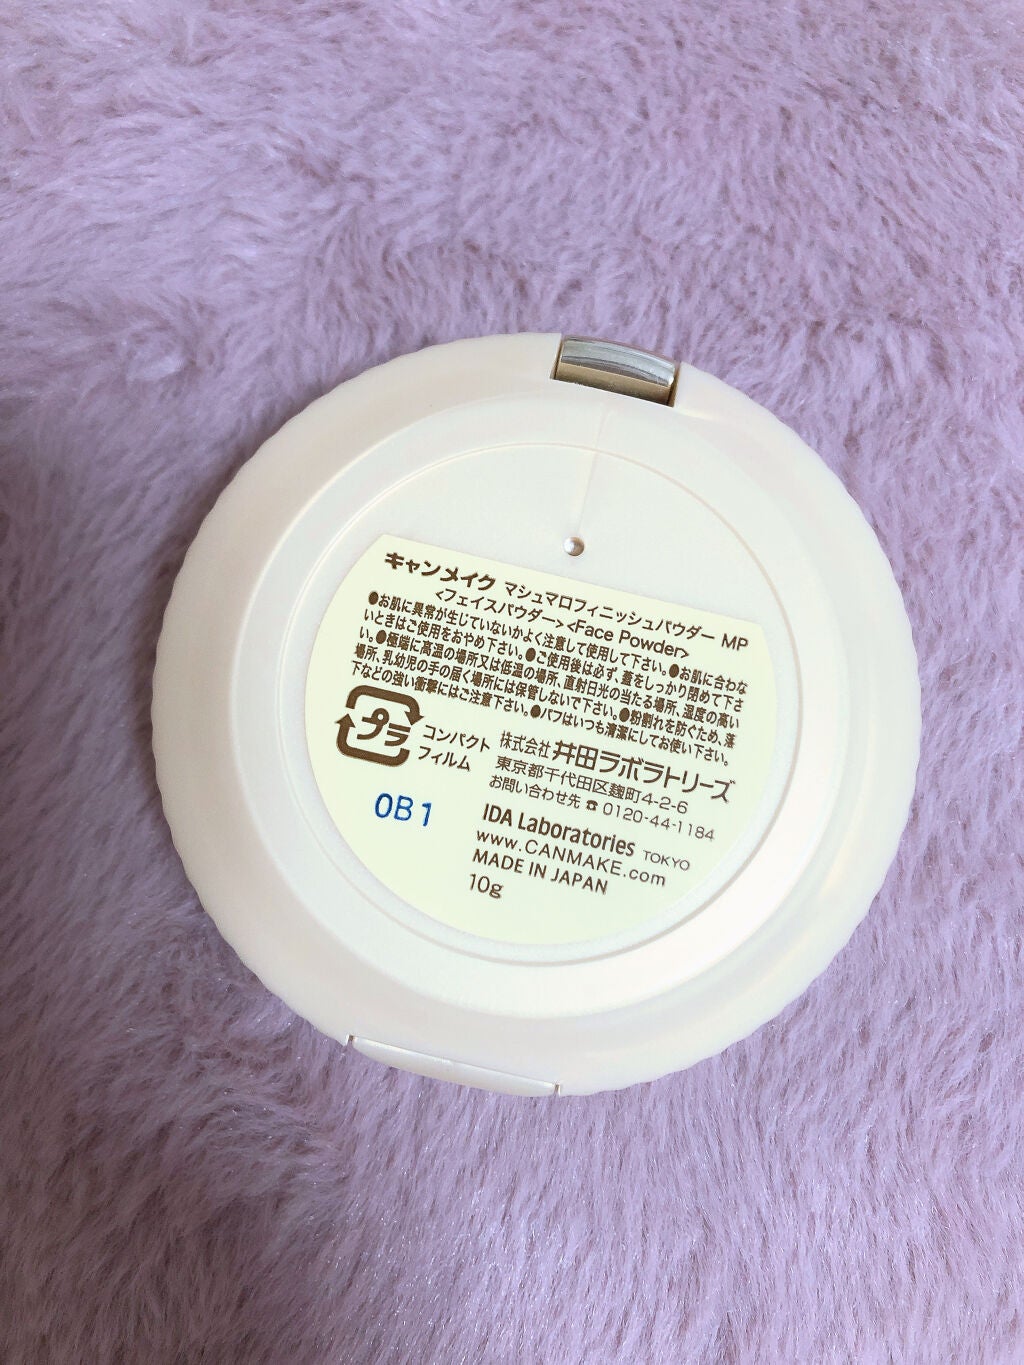 キャンメイク マシュマロフィニッシュパウダー MP
<フェイスパウダー><Face Powder>
●お肌に異常が生じていないかよく注意して使用して下さい。●お肌に合わな
いときはご使用をおやめ下さい。●ご使用後は必ず、蓋をしっかり閉めて下さ
い。●極端に高温の場所又は低温の場所、直射日光の当たる場所、湿度の高い
場所、乳幼児の手の届く場所には保管しないで下さい。●粉割れを防ぐため、落
下などの強い衝撃にはご注意下さい。●パフはいつも清潔にしてお使い下さい。
プラ
コンパクト
フィルム
株式会社 井田ラボラトリーズ
東京都千代田区麹町4-2-6
お問い合わせ先 ☎ 0120-44-1184
0B1
IDA Laboratories TOKYO
www.CANMAKE.com
MADE IN JAPAN
10g